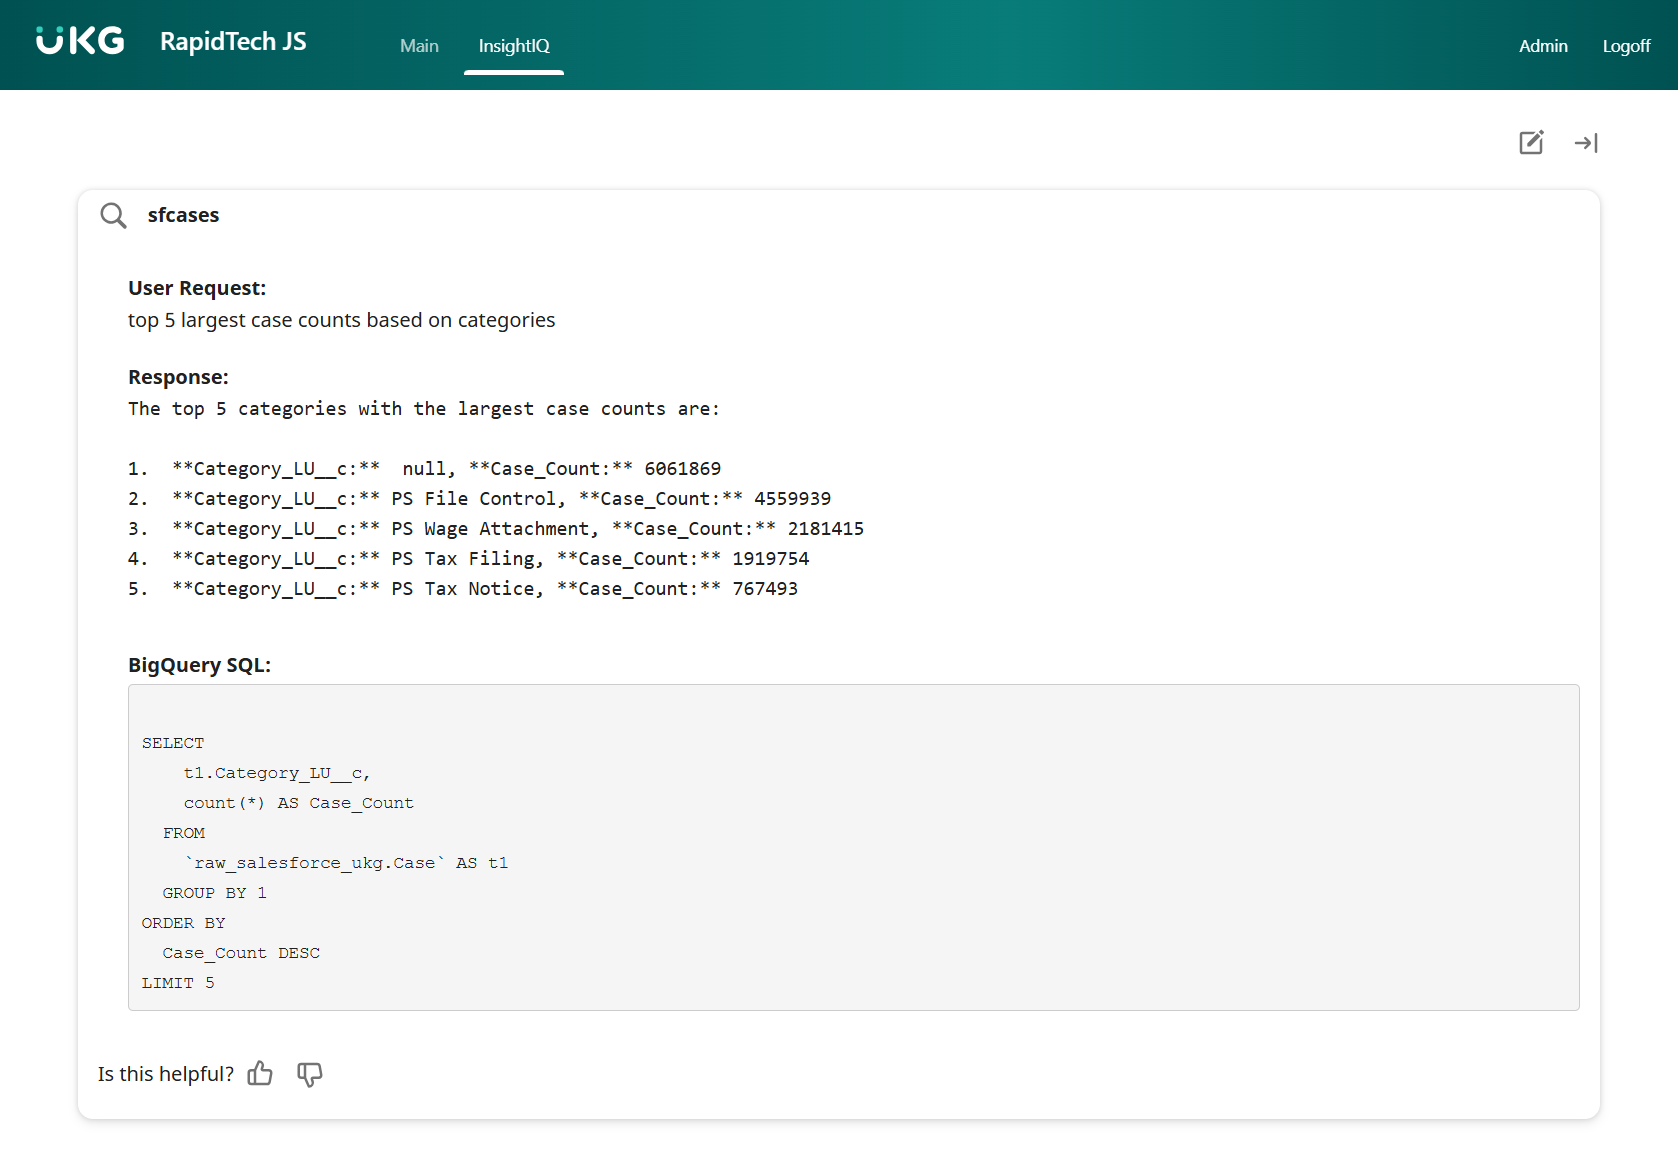 UKG RapidTech JS Main InsightIQ Admin Logoff
sfcases
User Request:
top 5 largest case counts based on categories
Response:
The top 5 categories with the largest case counts are:
1.  **Category_LU__c:**  null, **Case_Count:** 6061869
2.  **Category_LU__c:** PS File Control, **Case_Count:** 4559939
3.  **Category_LU__c:** PS Wage Attachment, **Case_Count:** 2181415
4.  **Category_LU__c:** PS Tax Filing, **Case_Count:** 1919754
5.  **Category_LU__c:** PS Tax Notice, **Case_Count:** 767493
BigQuery SQL:
SELECT
    t1.Category_LU__c,
    count(*) AS Case_Count
  FROM
    `raw_salesforce_ukg.Case` AS t1
  GROUP BY 1
ORDER BY
  Case_Count DESC
LIMIT 5
Is this helpful?